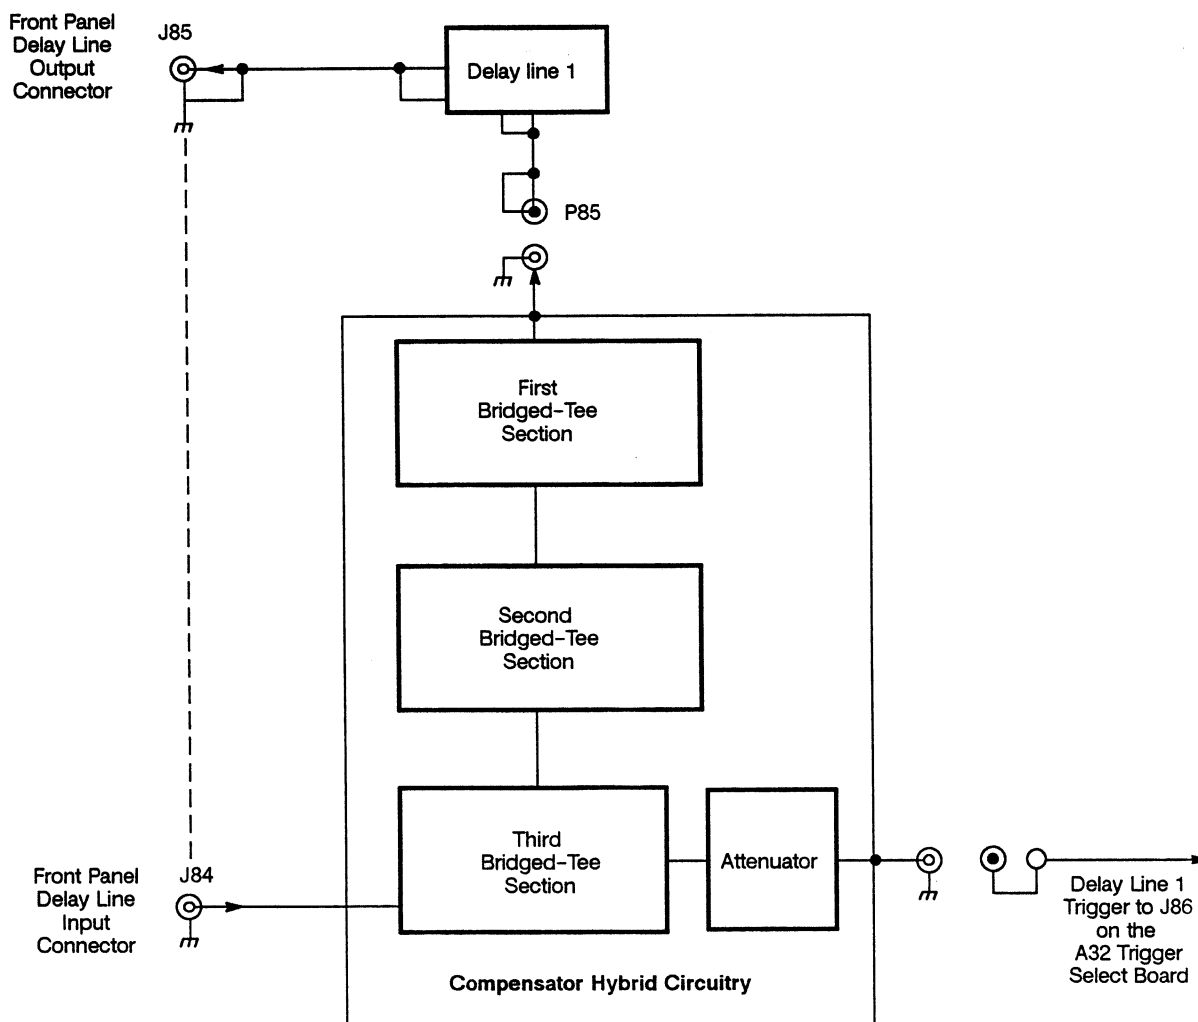 Front Panel
Delay Line
Output
Connector
J85
Delay line 1
P85
First
Bridged-Tee
Section
Second
Bridged-Tee
Section
Third
Bridged-Tee
Section
Attenuator
Front Panel
Delay Line
Input
Connector
J84
Delay Line 1
Trigger to J86
on the
A32 Trigger
Select Board
Compensator Hybrid Circuitry